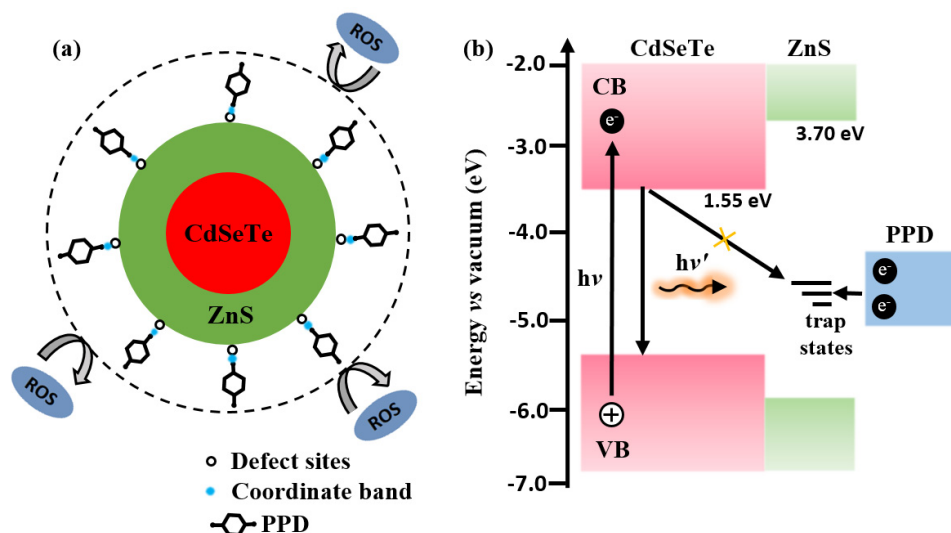 (a)
ROS
CdSeTe
ZnS
ROS
ROS
Defect sites
Coordinate band
PPD
(b)
CdSeTe
ZnS
Energy vs vacuum (eV)
-2.0
-3.0
-4.0
-5.0
-6.0
-7.0
CB
e-
3.70 eV
1.55 eV
hν
hν'
PPD
e-
e-
trap
states
+
VB